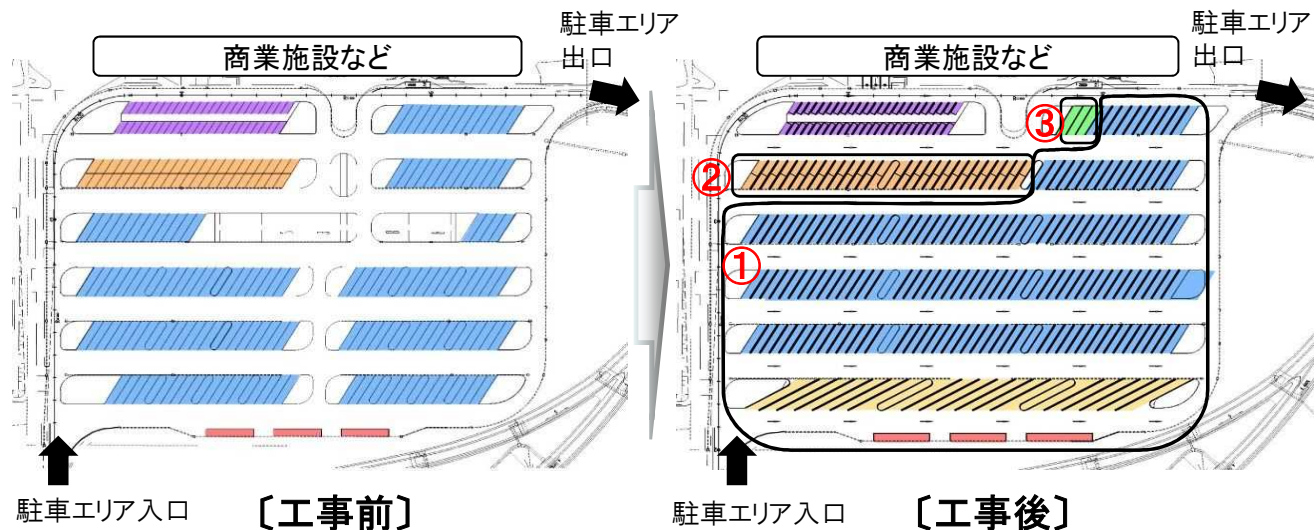 商業施設など
駐車エリア
出口
駐車エリア入口
〔工事前〕
商業施設など
駐車エリア
出口
③
②
①
駐車エリア入口
〔工事後〕